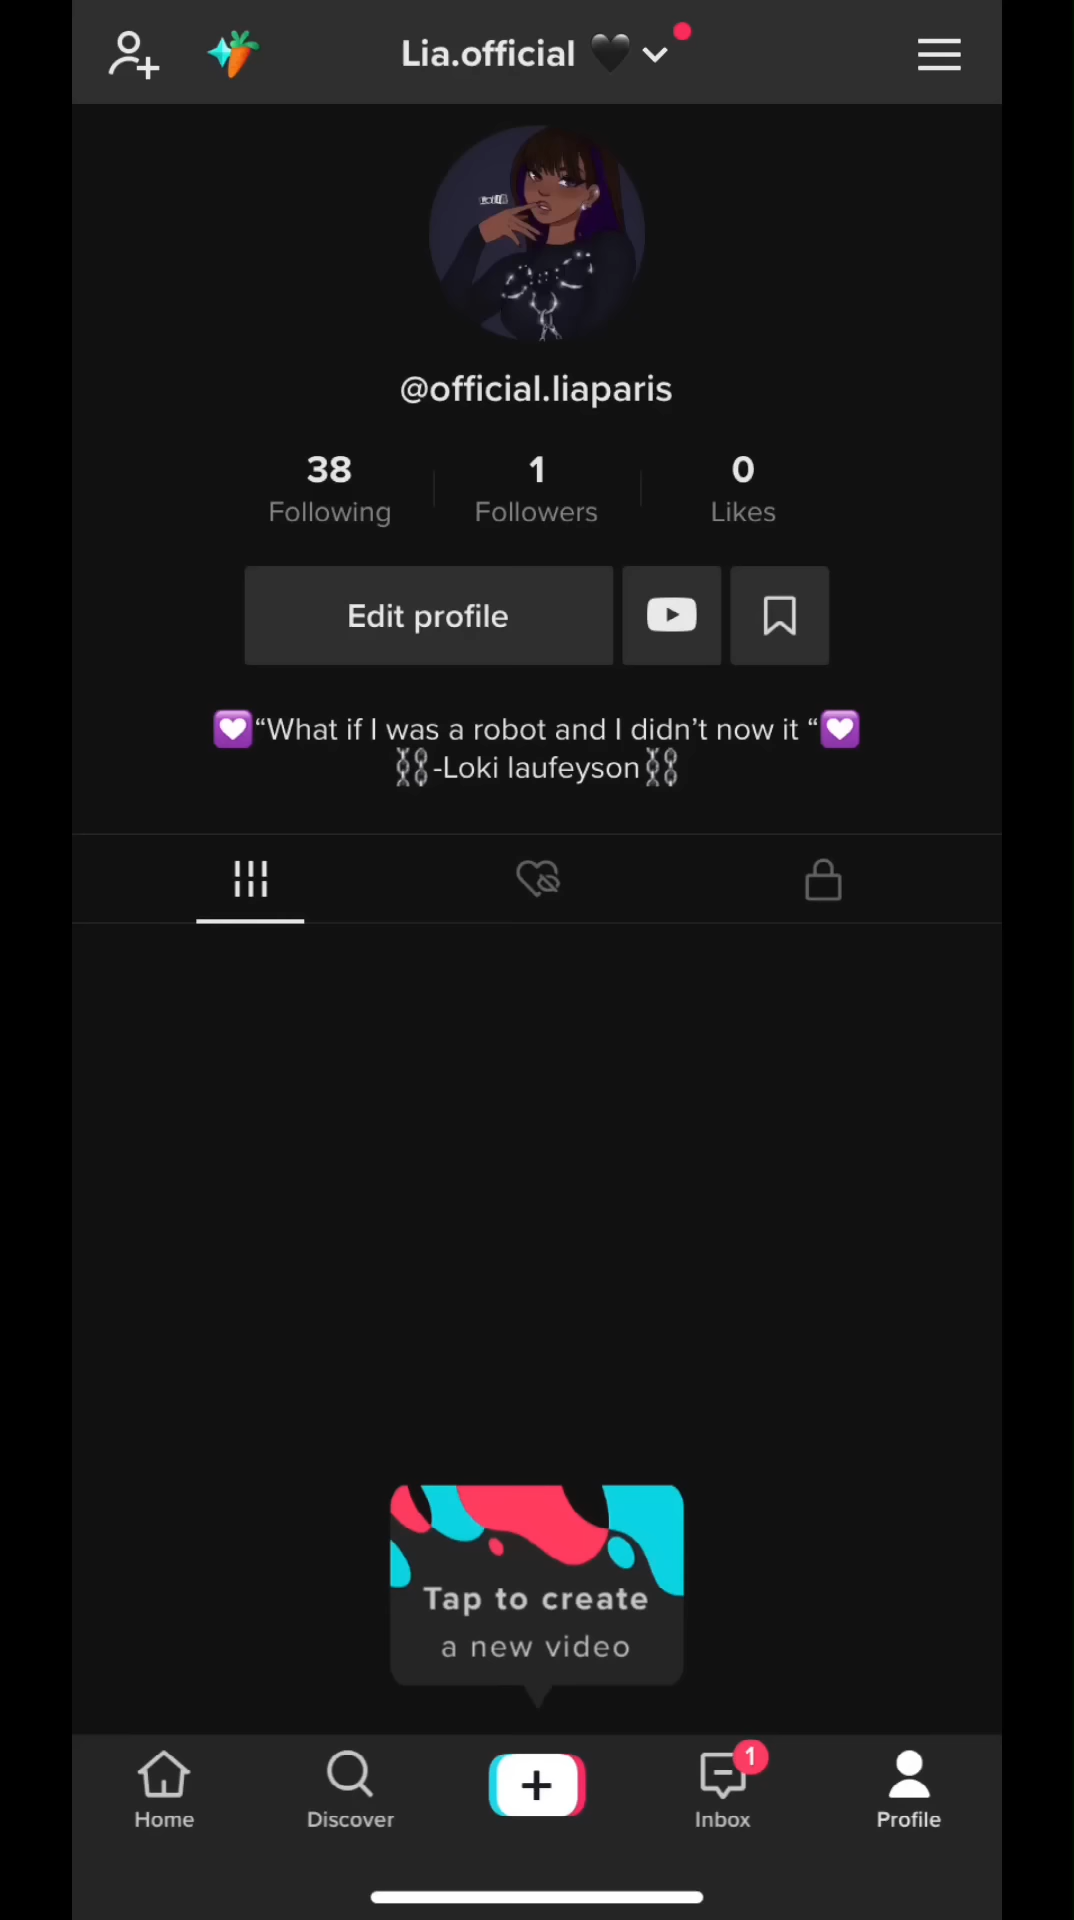 Lia.official 🖤
@official.liaparis
38 Following
1 Followers
0 Likes
Edit profile
💟“What if I was a robot and I didn’t now it “💟
⛓⛓-Loki laufeyson⛓⛓
Tap to create
a new video
Home
Discover
1
Inbox
Profile